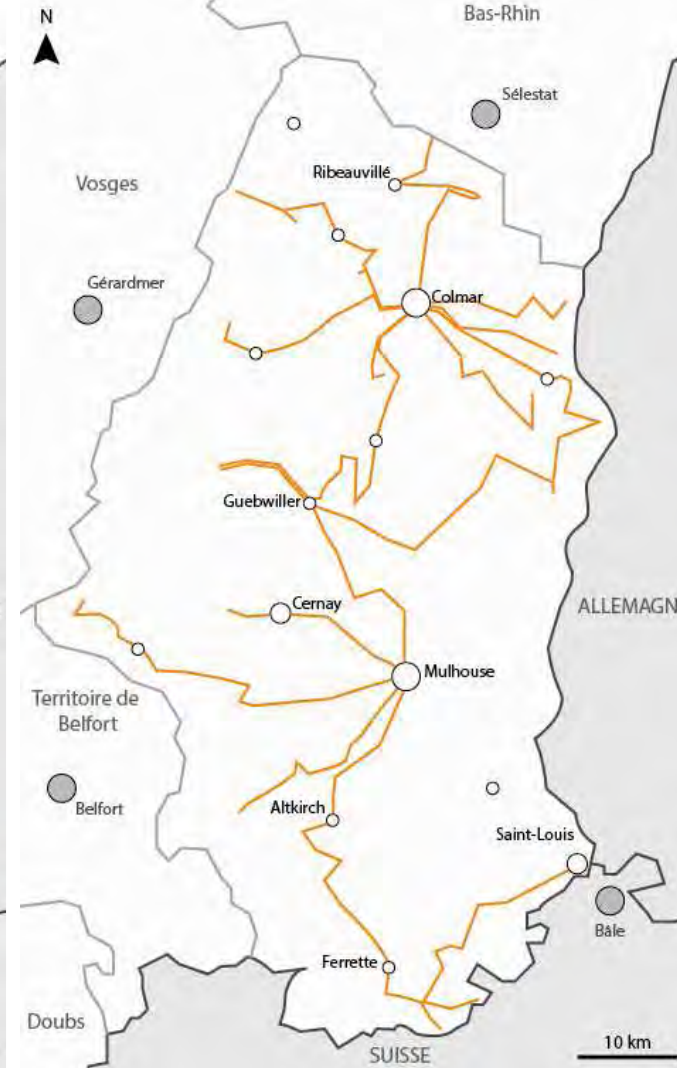 N
Bas-Rhin
Sélestat
Ribeauvillé
Vosges
Gérardmer
Colmar
Guebwiller
Cernay
ALLEMAGN
Mulhouse
Territoire de
Belfort
Belfort
Altkirch
Saint-Louis
Bâle
Ferrette
Doubs
SUISSE
10 km